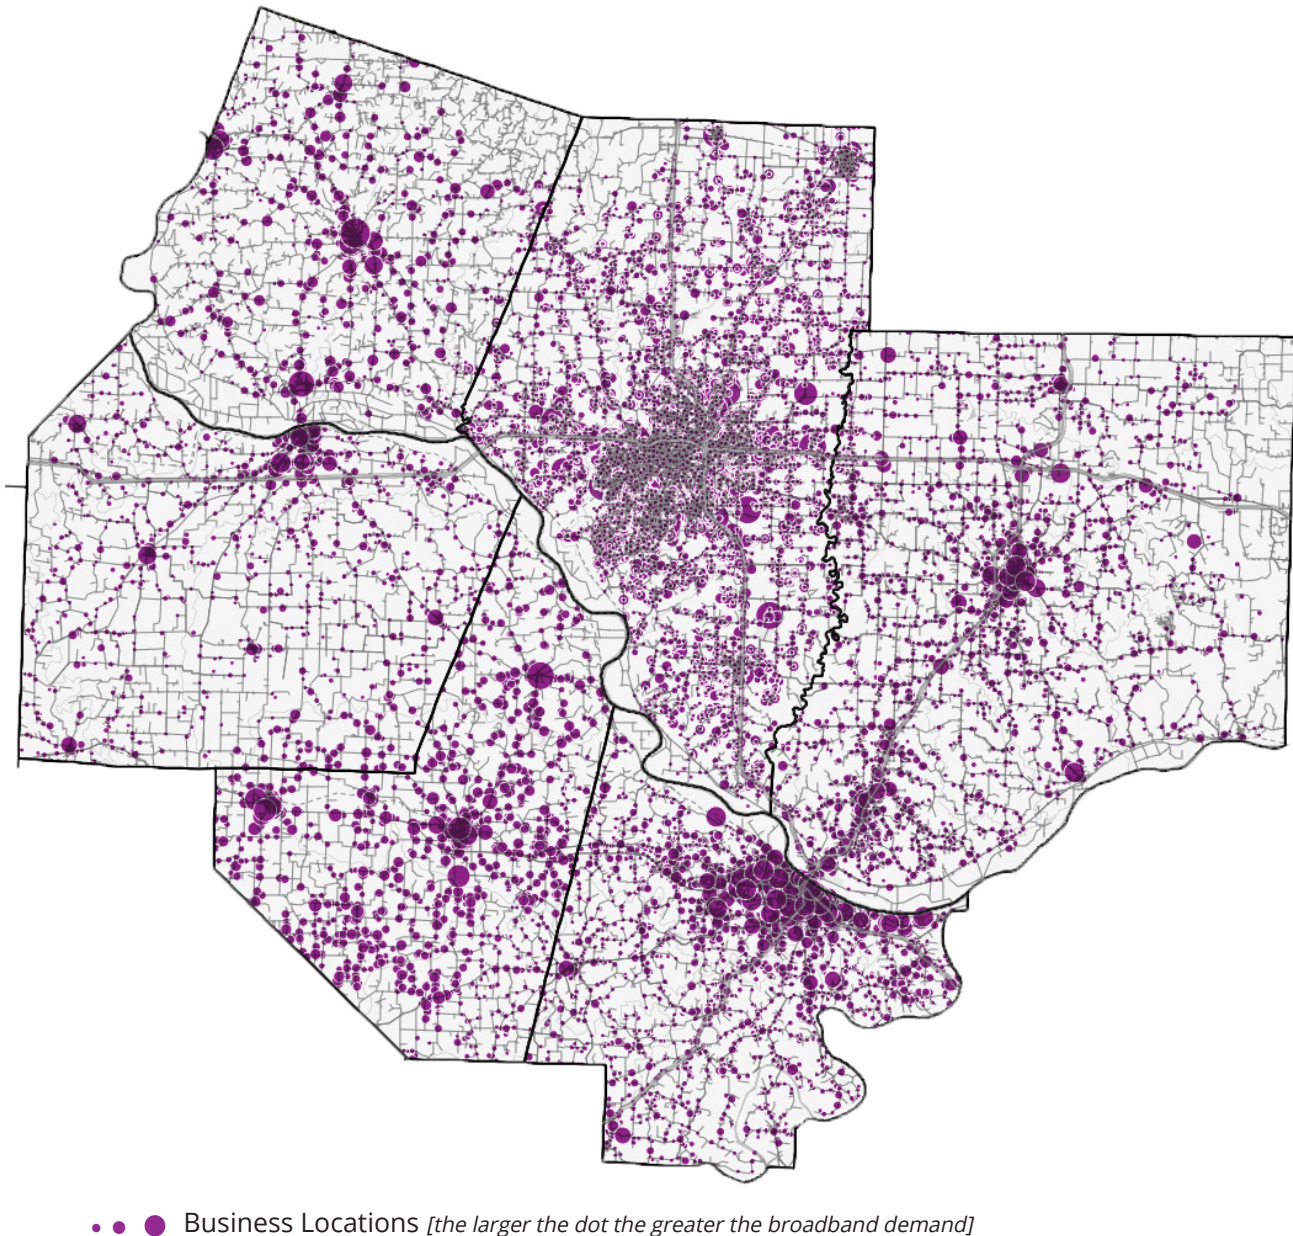 Business Locations [the larger the dot the greater the broadband demand]